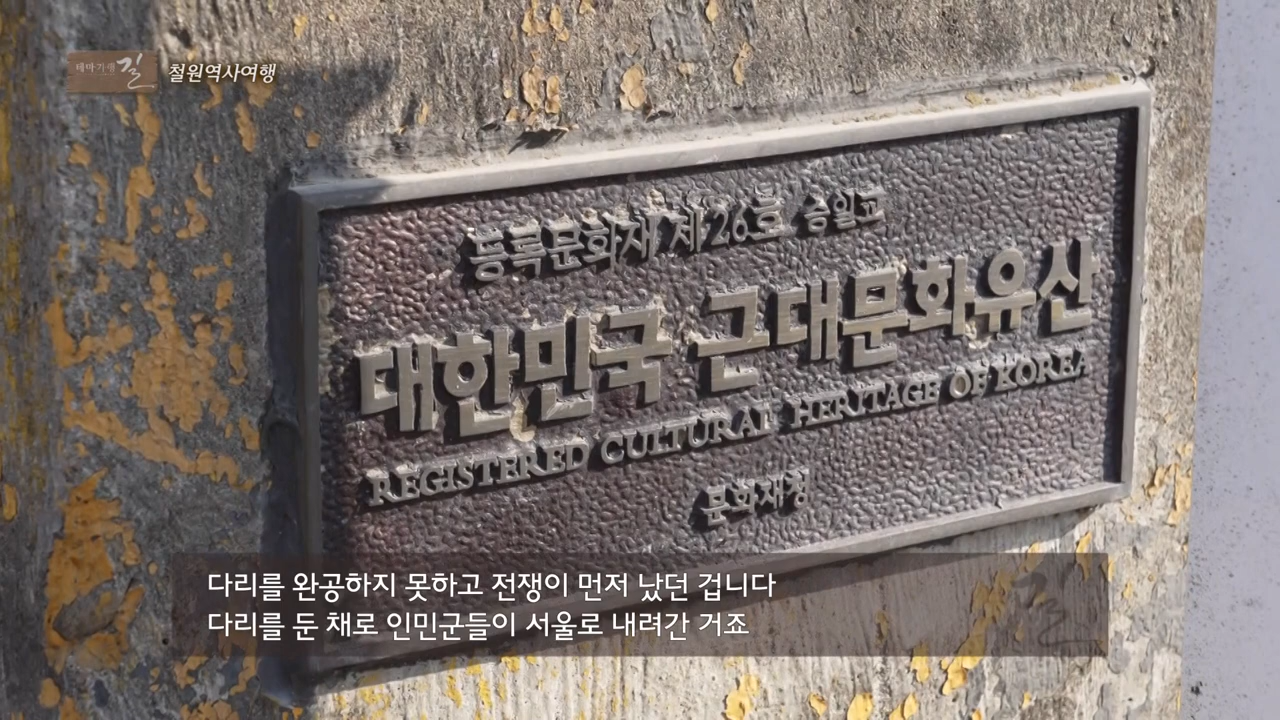 테마기행 길 철원역사여행
등록문화재 제26호 승일교
대한민국 근대문화유산
REGISTERED CULTURAL HERITAGE OF KOREA
문화재청
다리를 완공하지 못하고 전쟁이 먼저 났던 겁니다
다리를 둔 채로 인민군들이 서울로 내려간 거죠
길